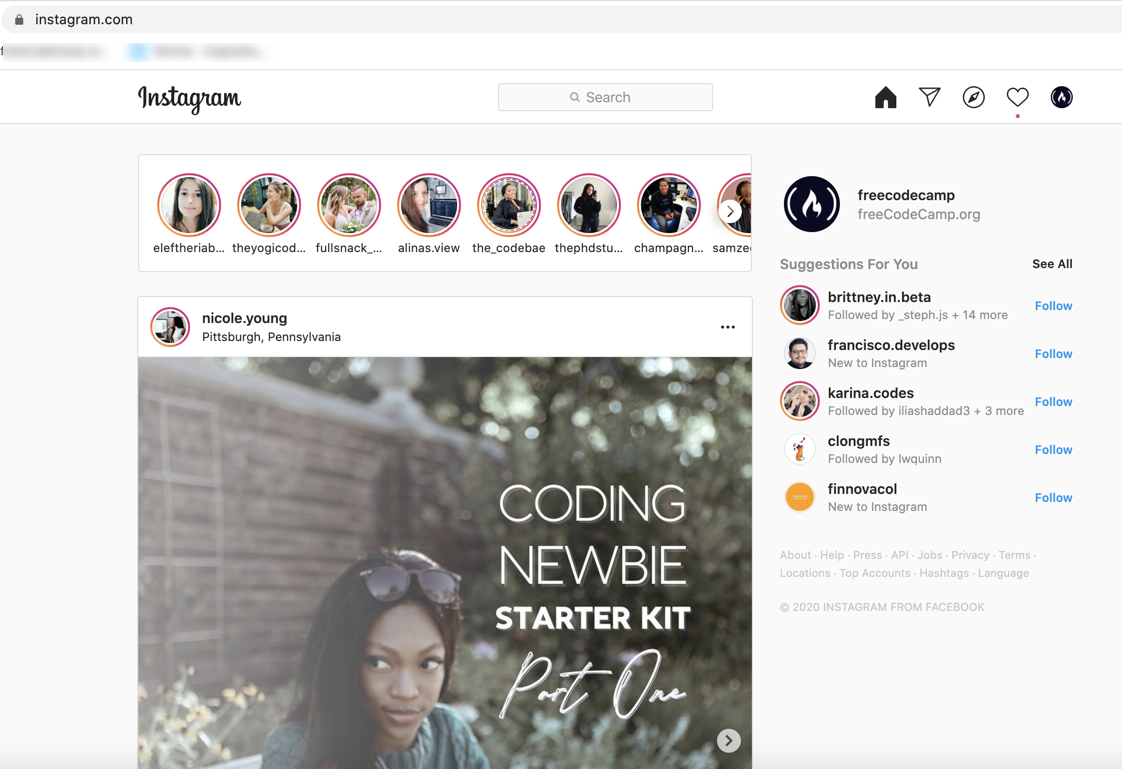 instagram.com
Instagram
Search
eleftheriab... theyogicod... fullsnack_... alinas.view the_codebae thephdstu... champagn... samzec
freecodecamp
freeCodeCamp.org
Suggestions For You See All
brittney.in.beta
Followed by _steph.js + 14 more
Follow
francisco.develops
New to Instagram
Follow
karina.codes
Followed by iliashaddad3 + 3 more
Follow
clongmfs
Followed by lwquinn
Follow
finnovacol
New to Instagram
Follow
About · Help · Press · API · Jobs · Privacy · Terms ·
Locations · Top Accounts · Hashtags · Language
© 2020 INSTAGRAM FROM FACEBOOK
nicole.young
Pittsburgh, Pennsylvania
CODING
NEWBIE
STARTER KIT
Part One